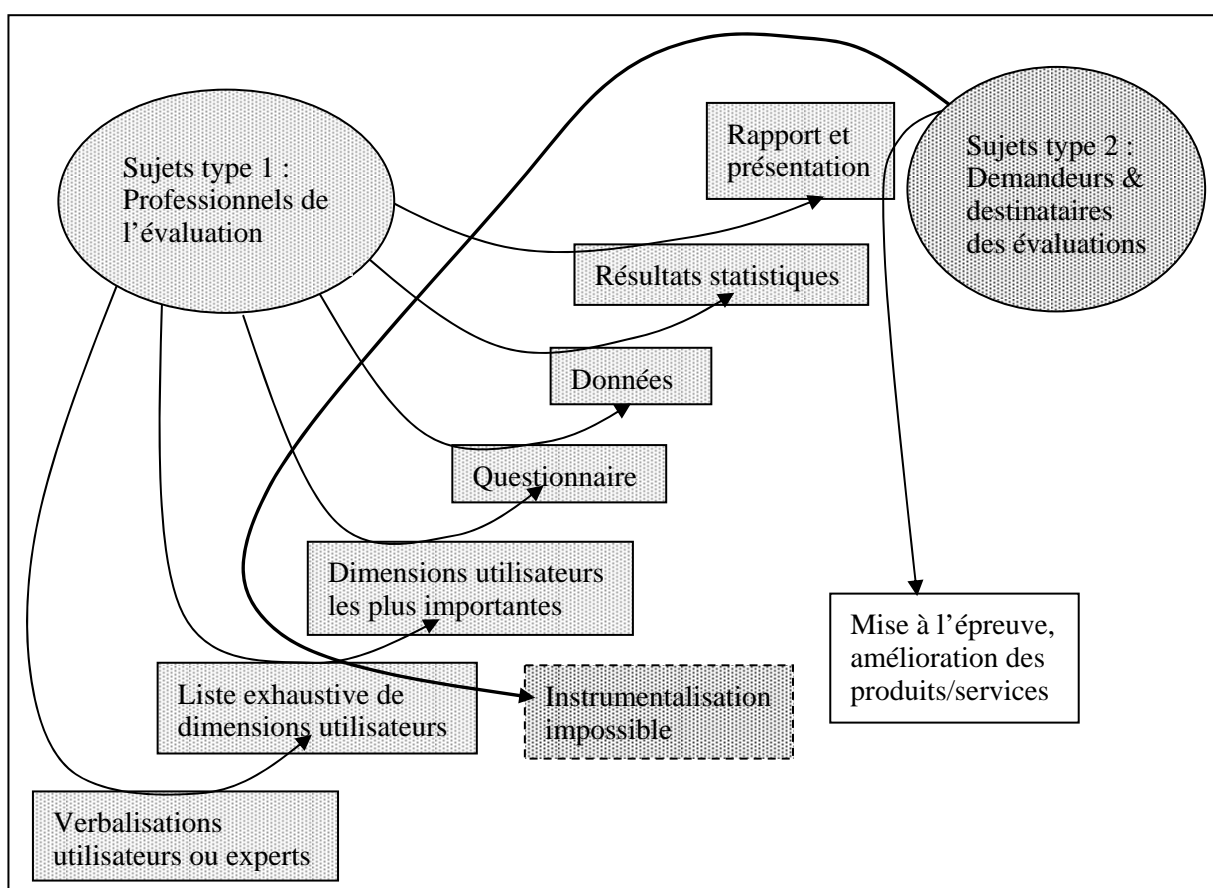 Sujets type 1 :
Professionnels de
l’évaluation
Rapport et
présentation
Sujets type 2 :
Demandeurs &
destinataires
des évaluations
Résultats statistiques
Données
Questionnaire
Dimensions utilisateurs
les plus importantes
Mise à l’épreuve,
amélioration des
produits/services
Liste exhaustive de
dimensions utilisateurs
Instrumentalisation
impossible
Verbalisations
utilisateurs ou experts